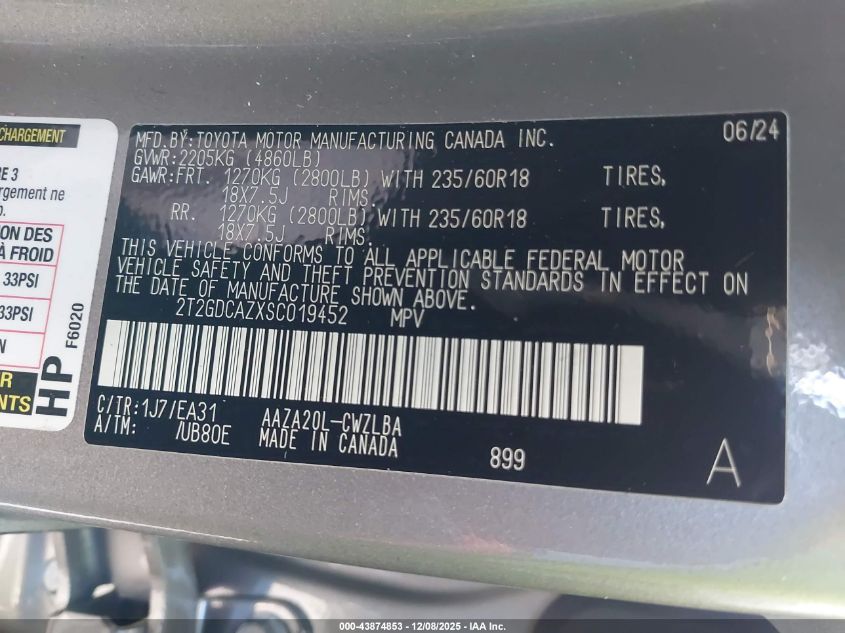 CHARGEMENT
RE 3
argement ne
p.
ON DES
À FROID
33PSI
33PSI
N
R
NTS
HP
F6020
MFD.BY:TOYOTA MOTOR MANUFACTURING CANADA INC. 06/24
GVWR:2205KG (4860LB)
GAWR:FRT. 1270KG (2800LB) WITH 235/60R18 TIRES,
18X7.5J RIMS.
RR. 1270KG (2800LB) WITH 235/60R18 TIRES,
18X7.5J RIMS.
THIS VEHICLE CONFORMS TO ALL APPLICABLE FEDERAL MOTOR
VEHICLE SAFETY AND THEFT PREVENTION STANDARDS IN EFFECT ON
THE DATE OF MANUFACTURE SHOWN ABOVE.
2T2GDCAZXSC019452 MPV
C/TR:1J7/EA31 AAZA20L-CWZLBA
A/TM: /UB80E MADE IN CANADA
899
A
000-43874853 - 12/08/2025 - IAA Inc.